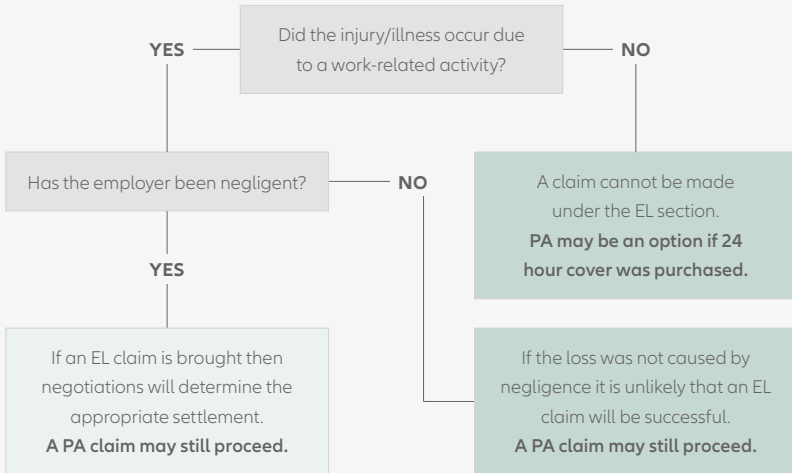 Did the injury/illness occur due
to a work-related activity?
YES
NO
Has the employer been negligent?
NO
A claim cannot be made
under the EL section.
PA may be an option if 24
hour cover was purchased.
YES
If an EL claim is brought then
negotiations will determine the
appropriate settlement.
A PA claim may still proceed.
If the loss was not caused by
negligence it is unlikely that an EL
claim will be successful.
A PA claim may still proceed.